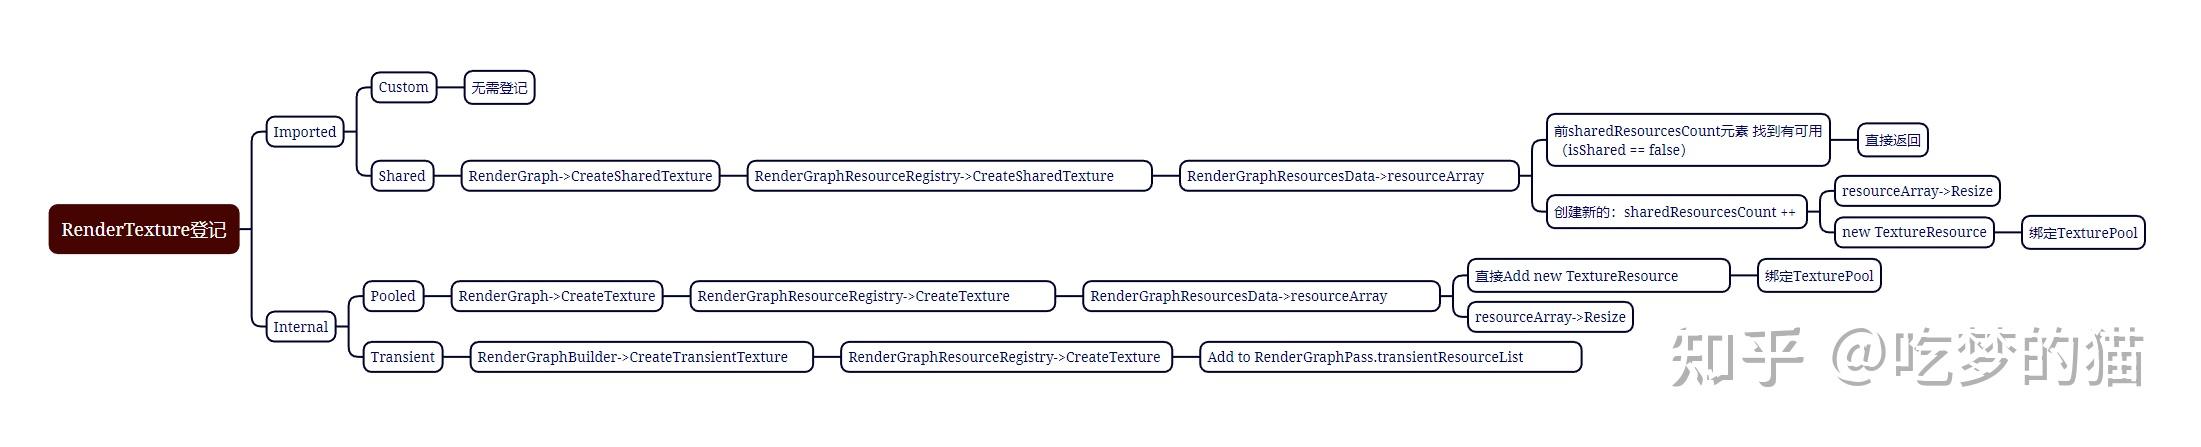 RenderTexture登记
Imported
Custom
无需登记
Shared
RenderGraph->CreateSharedTexture
RenderGraphResourceRegistry->CreateSharedTexture
RenderGraphResourcesData->resourceArray
前sharedResourcesCount元素 找到有可用
（isShared == false）
直接返回
创建新的：sharedResourcesCount ++
resourceArray->Resize
new TextureResource
绑定TexturePool
Internal
Pooled
RenderGraph->CreateTexture
RenderGraphResourceRegistry->CreateTexture
RenderGraphResourcesData->resourceArray
直接Add new TextureResource
绑定TexturePool
resourceArray->Resize
Transient
RenderGraphBuilder->CreateTransientTexture
RenderGraphResourceRegistry->CreateTexture
Add to RenderGraphPass.transientResourceList
知乎 @吃梦的猫